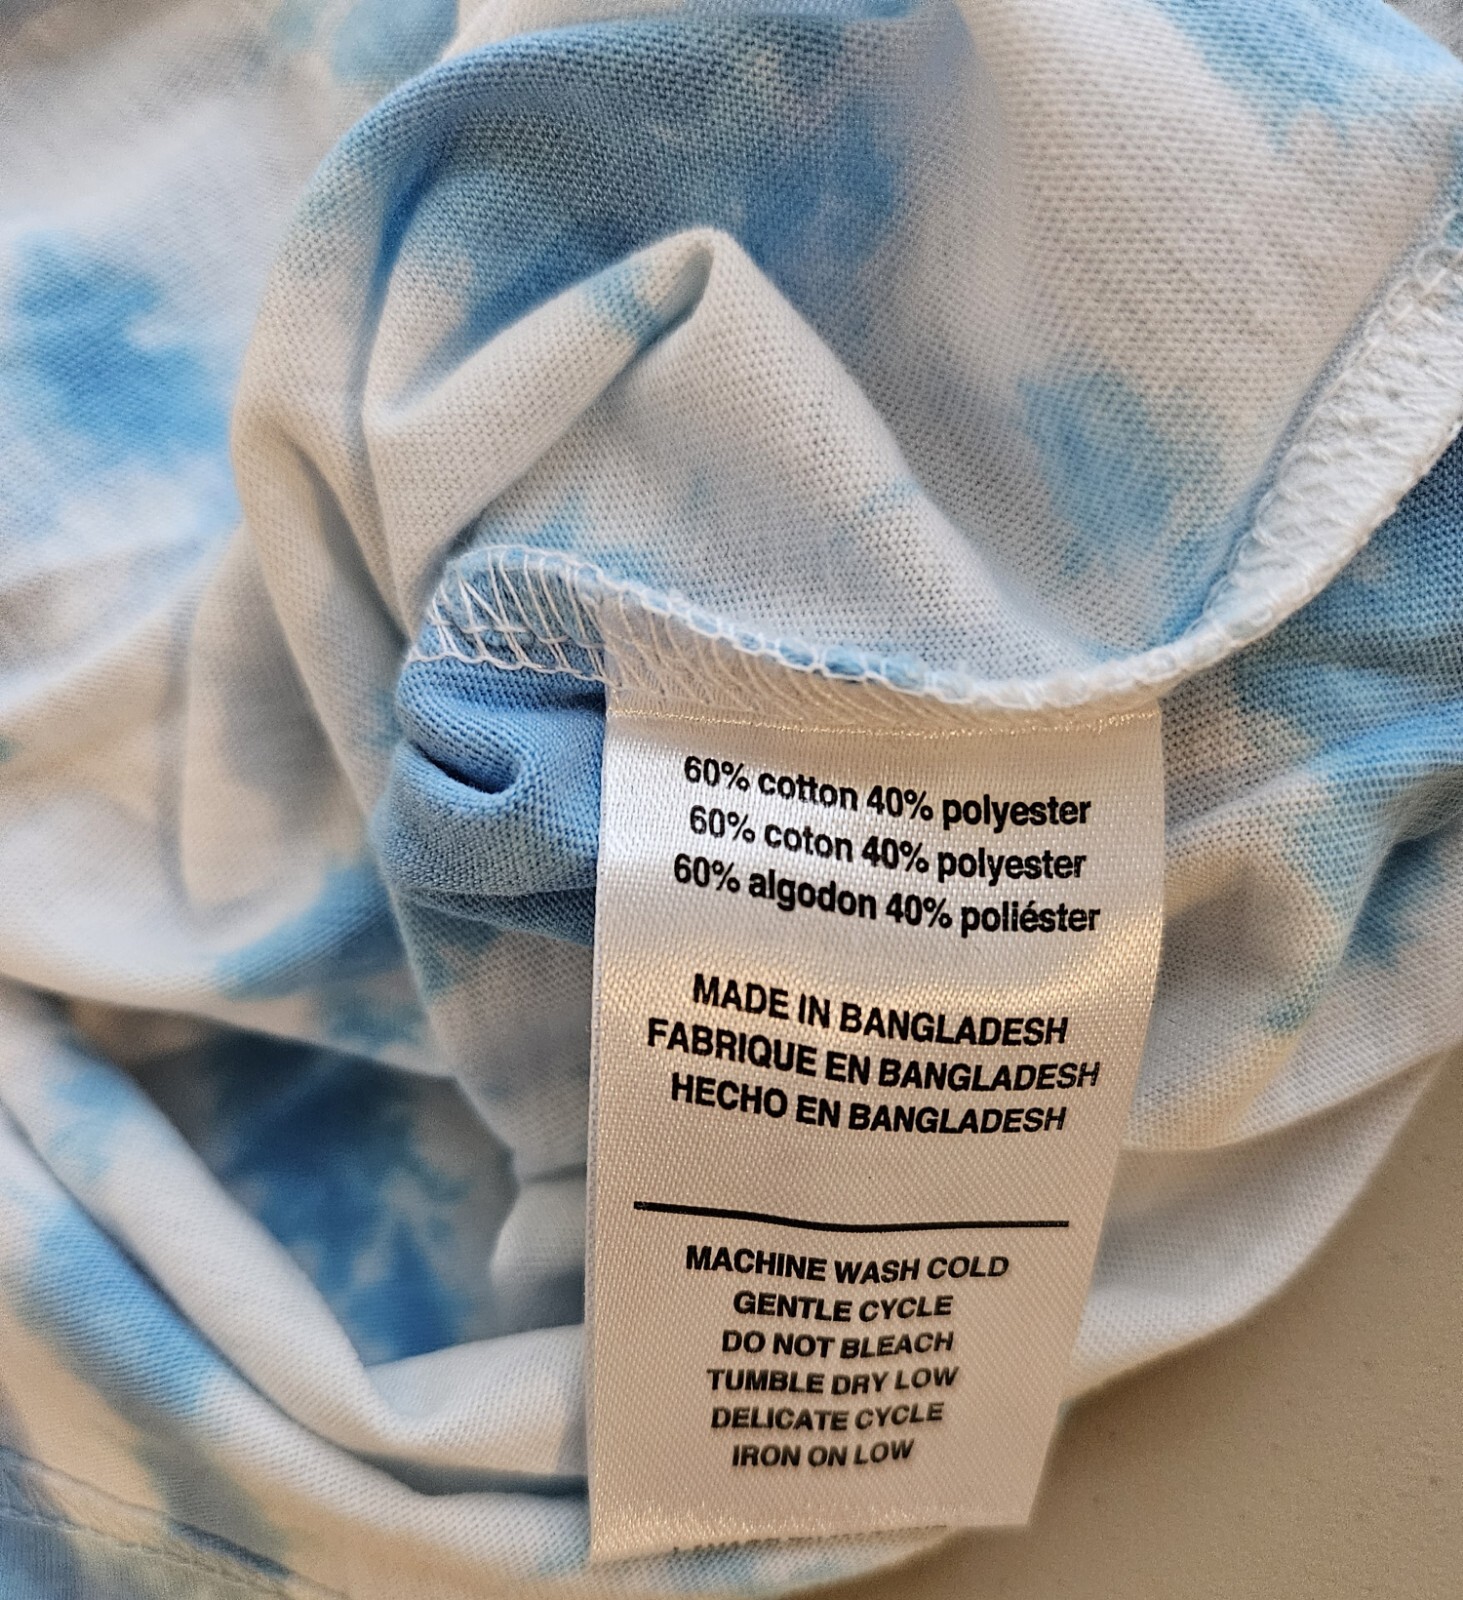 60% cotton 40% polyester
60% coton 40% polyester
60% algodon 40% poliéster
MADE IN BANGLADESH
FABRIQUE EN BANGLADESH
HECHO EN BANGLADESH
MACHINE WASH COLD
GENTLE CYCLE
DO NOT BLEACH
TUMBLE DRY LOW
DELICATE CYCLE
IRON ON LOW